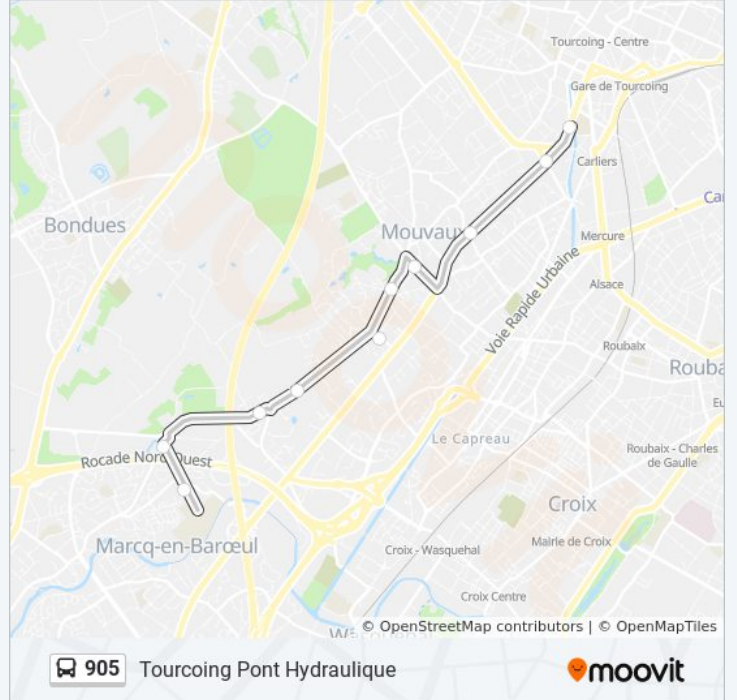 Tourcoing - Centre
Gare de Tourcoing
Carliers
Bondues
Mouvaux
Mercure
Voie Rapide Urbaine
Alsace
Roubaix
Rouba
Le Capreau
Rocade Nord-Ouest
Roubaix - Charles
de Gaulle
Croix
Marcq-en-Barœul
Croix - Wasquehal
Mairie de Croix
Croix Centre
© OpenStreetMap contributors | © OpenMapTiles
905 Tourcoing Pont Hydraulique
moovit